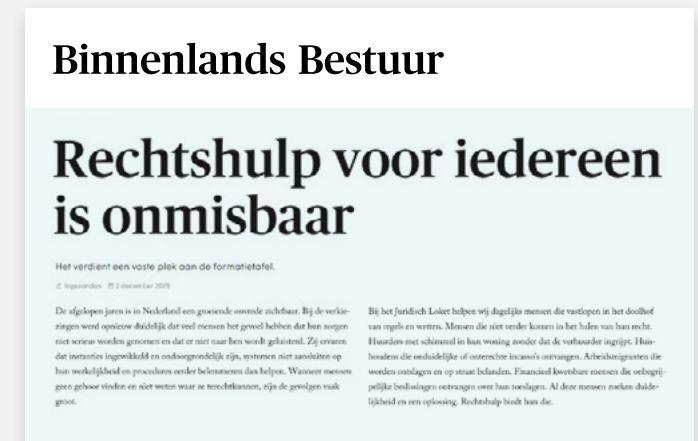 Binnenlands Bestuur
Rechtshulp voor iedereen
is onmisbaar
Het verdient een vaste plek aan de formatietafel.
Ingezonden 2 december 2025
De afgelopen jaren is in Nederland een groeiende onvrede zichtbaar. Bij de verkie-
zingen werd opnieuw duidelijk dat veel mensen het gevoel hebben dat hun zorgen
niet serieus worden genomen en dat er niet naar hen wordt geluisterd. Zij ervaren
dat instanties ingewikkeld en ondoorgrondelijk zijn, systemen niet aansluiten op
hun werkelijkheid en procedures eerder belemmeren dan helpen. Wanneer mensen
geen gehoor vinden en niet weten waar ze terechtkunnen, zijn de gevolgen vaak
groot.
Bij het Juridisch Loket helpen wij dagelijks mensen die vastlopen in het doolhof
van regels en wetten. Mensen die niet verder komen in het halen van hun recht.
Huurders met schimmel in hun woning zonder dat de verhuurder ingrijpt. Huis-
houdens die onduidelijke of onterechte incasso's ontvangen. Arbeidsmigranten die
worden ontslagen en op straat belanden. Financieel kwetsbare mensen die onbegrij-
pelijke beslissingen ontvangen over hun toeslagen. Al deze mensen zoeken duide-
lijkheid en een oplossing. Rechtshulp biedt hun die.